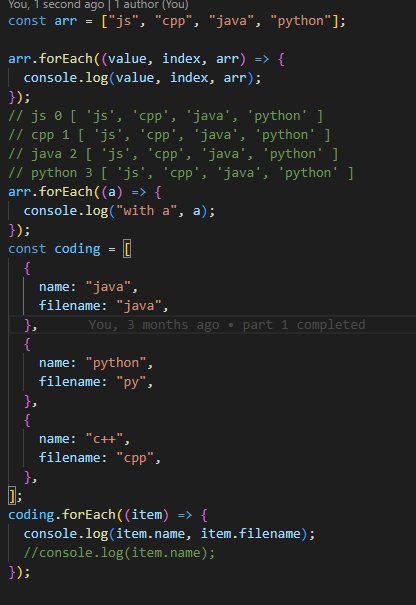 You, 1 second ago | 1 author (You)
const arr = ["js", "cpp", "java", "python"];
arr.forEach((value, index, arr) => {
  console.log(value, index, arr);
});
// js 0 [ 'js', 'cpp', 'java', 'python' ]
// cpp 1 [ 'js', 'cpp', 'java', 'python' ]
// java 2 [ 'js', 'cpp', 'java', 'python' ]
// python 3 [ 'js', 'cpp', 'java', 'python' ]
arr.forEach((a) => {
  console.log("with a", a);
});
const coding = [
  {
    name: "java",
    filename: "java",
  }, You, 3 months ago • part 1 completed
  {
    name: "python",
    filename: "py",
  },
  {
    name: "c++",
    filename: "cpp",
  },
];
coding.forEach((item) => {
  console.log(item.name, item.filename);
  //console.log(item.name);
});